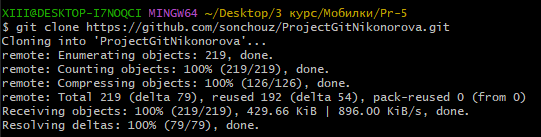 XIII@DESKTOP-I7NOQCI MINGW64 ~/Desktop/3 курс/Мобилки/Pr-5
$ git clone https://github.com/sonchouz/ProjectGitNikonorova.git
Cloning into 'ProjectGitNikonorova'...
remote: Enumerating objects: 219, done.
remote: Counting objects: 100% (219/219), done.
remote: Compressing objects: 100% (126/126), done.
remote: Total 219 (delta 79), reused 192 (delta 54), pack-reused 0 (from 0)
Receiving objects: 100% (219/219), 429.66 KiB | 896.00 KiB/s, done.
Resolving deltas: 100% (79/79), done.